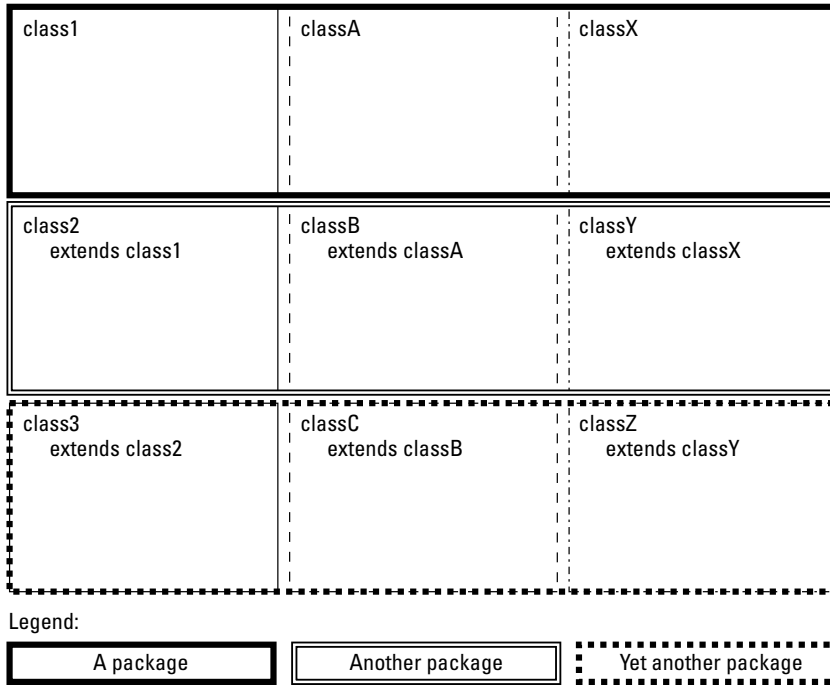 class1
classA
classX
class2
extends class1
classB
extends classA
classY
extends classX
class3
extends class2
classC
extends classB
classZ
extends classY
Legend:
A package
Another package
Yet another package